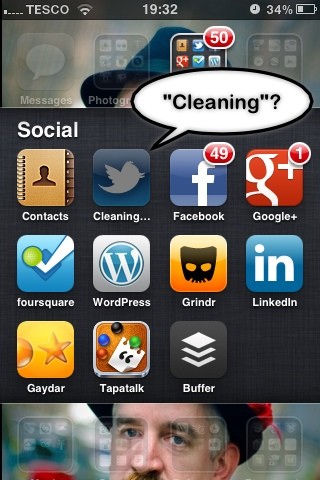 TESCO 19:32 34%
50
Messages Photogr
"Cleaning"?
Social
49 1
Contacts Cleaning... Facebook Google+
foursquare WordPress Grindr LinkedIn
Gaydar Tapatalk Buffer